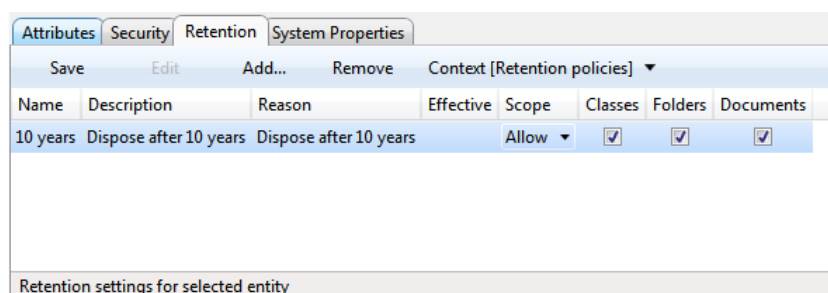 Attributes Security Retention System Properties
Save Edit Add... Remove Context [Retention policies]
Name Description Reason Effective Scope Classes Folders Documents
10 years Dispose after 10 years Dispose after 10 years Allow
Retention settings for selected entity